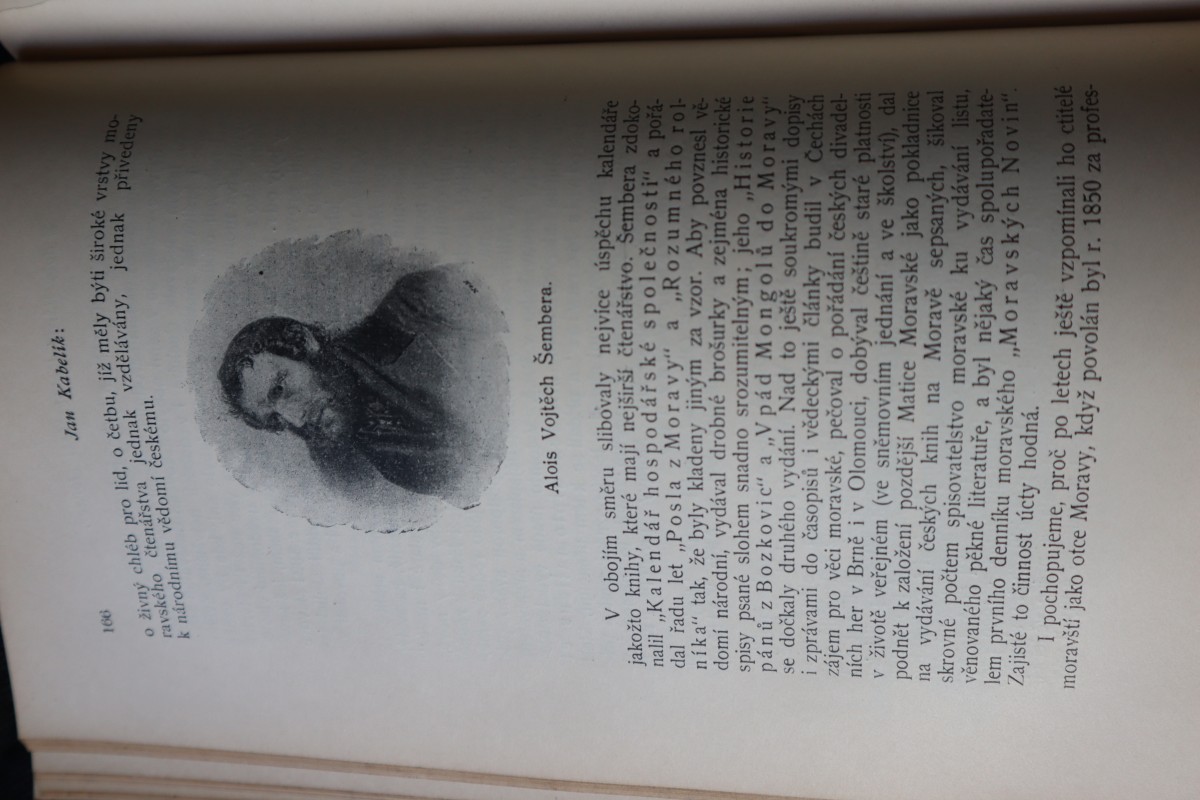 166
Jan Kabelík:
o živný chléb pro lid, o četbu, jíž měly býti široké vrstvy mo-
ravského čtenářstva jednak vzdělávány, jednak přivedeny
k národnímu vědomí českému.
Alois Vojtěch Šembera.
V obojím směru slibovaly nejvíce úspěchu kalendáře
jakožto knihy, které mají nejširší čtenářstvo. Šembera zdoko-
nalil „Kalendář hospodářské společnosti“ a pořá-
dal řadu let „Posla z Moravy“ a „Rozumného rol-
níka“ tak, že byly kladeny jiným za vzor. Aby povznesl vě-
domí národní, vydával drobné brošurky a zejména historické
spisy psané slohem snadno srozumitelným; jeho „Historie
pánů z Bozkovic“ a „Vpád Mongolů do Moravy“
se dočkaly druhého vydání. Nad to ještě soukromými dopisy
i zprávami do časopisů i vědeckými články budil v Čechách
zájem pro věci moravské, pečoval o pořádání českých divadel-
ních her v Brně i v Olomouci, dobýval češtině staré platnosti
v životě veřejném (ve sněmovním jednání a ve školství), dal
podnět k založení pozdější Matice Moravské jako pokladnice
na vydávání českých knih na Moravě sepsaných, šikoval
skrovné počtem spisovatelstvo moravské ku vydávání listu,
věnovaného pěkné literatuře, a byl nějaký čas spolupořadate-
lem prvního denníku moravského „Moravských Novin“.
Zajisté to činnost úcty hodná.
I pochopujeme, proč po letech ještě vzpomínali ho ctitelé
moravští jako otce Moravy, když povolán byl r. 1850 za profes-